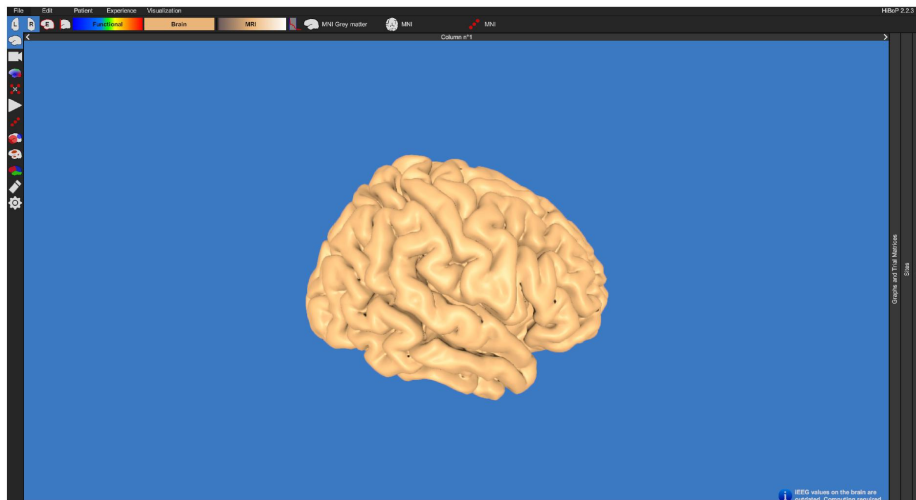 File Edit Patient Experience Visualization HiBoP 2.2.3
L R E Functional Brain MRI MNI Grey matter MNI MNI
Column n°1
Graphs and Trial Matrices
Sites
iEEG values on the brain are
outdated. Computing required